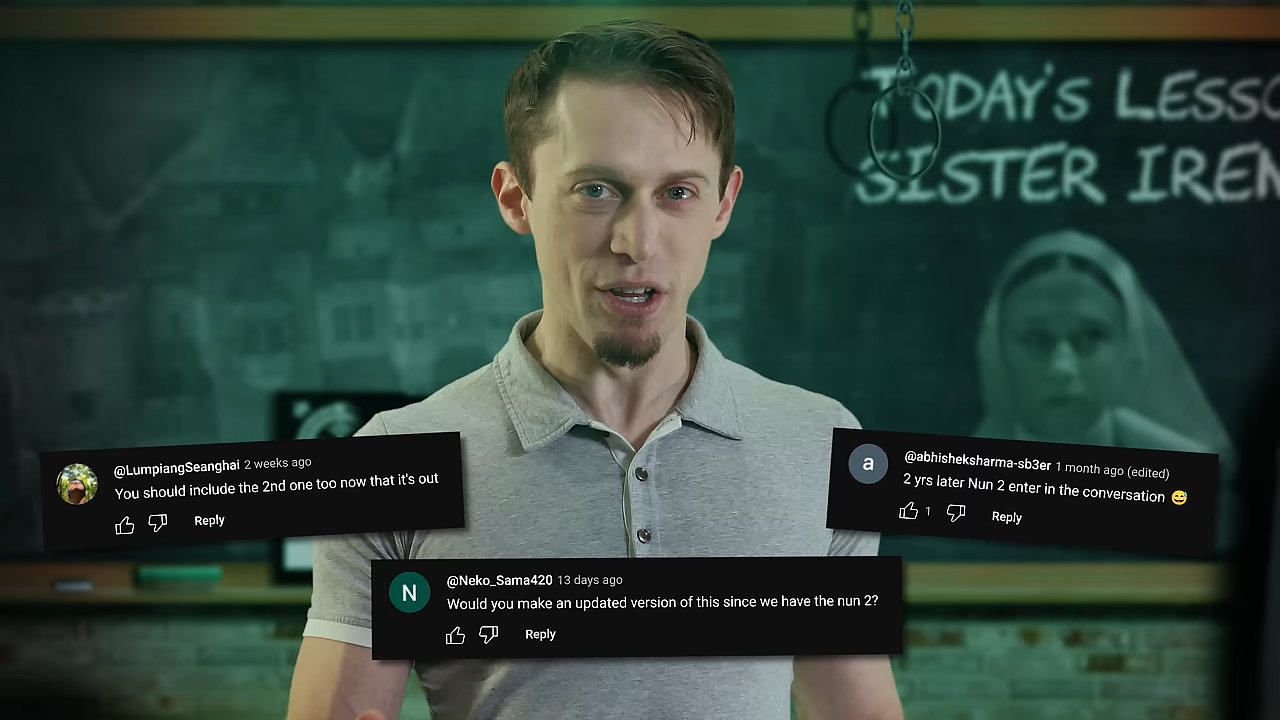 TODAY'S LESSO
SISTER IREN
@LumpiangSeanghai 2 weeks ago
You should include the 2nd one too now that it's out
Reply
a
@abhisheksharma-sb3er 1 month ago (edited)
2 yrs later Nun 2 enter in the conversation 😅
1
Reply
N
@Neko_Sama420 13 days ago
Would you make an updated version of this since we have the nun 2?
Reply